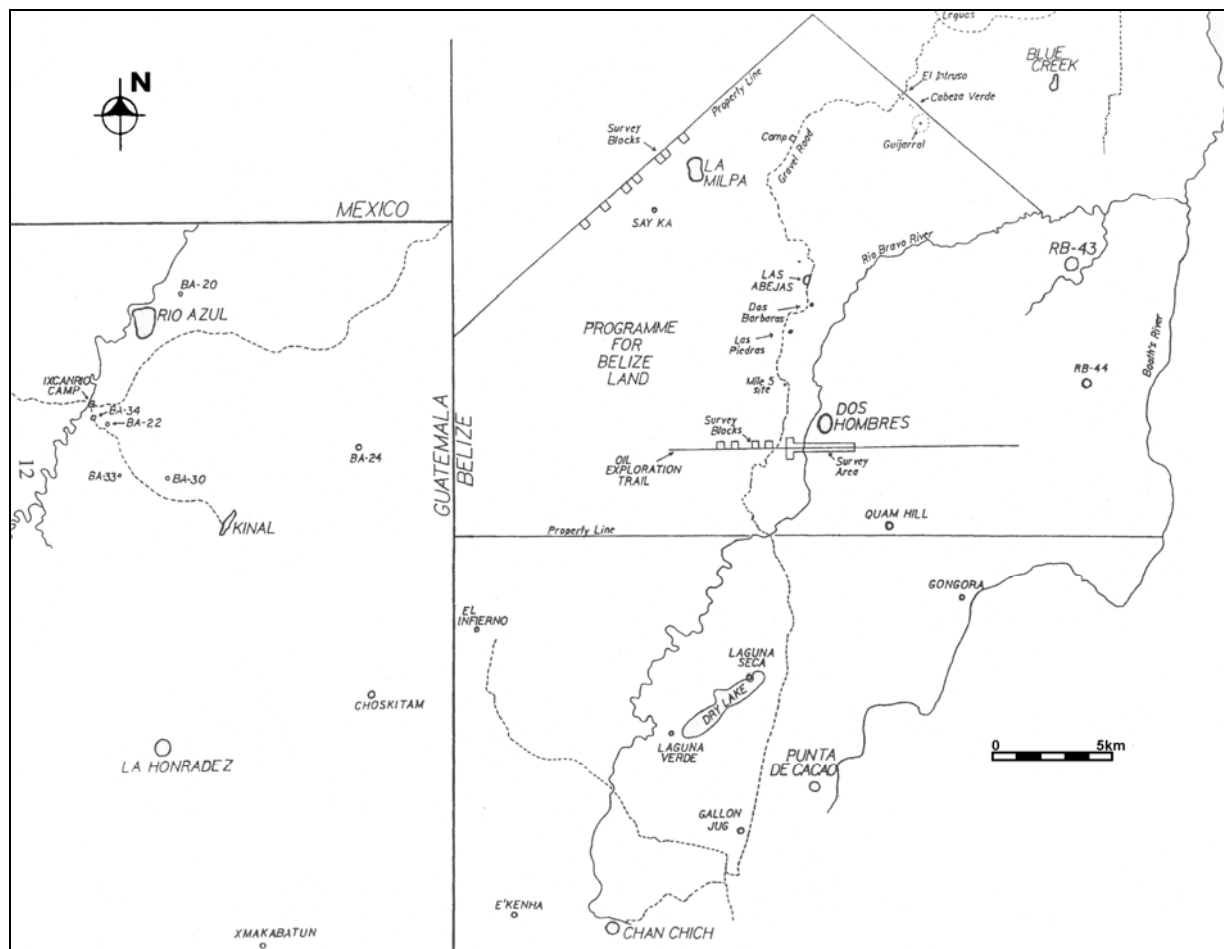 Leguas
BLUE
CREEK
N
El Intruso
Cabeza Verde
Property Line
Survey
Blocks
Camp
Gravel Road
Guijarral
LA
MILPA
SAY KA
MEXICO
Rio Bravo River
RB-43
BA-20
RIO AZUL
LAS
ABEJAS
Dos
Barbaras
PROGRAMME
FOR
BELIZE
LAND
Las
Piedras
Booth's River
RB-44
IXCANRIO
CAMP
BA-34
BA-22
Mile 5
site
DOS
HOMBRES
GUATEMALA
BELIZE
Survey
Blocks
BA-24
12
BA-33
BA-30
OIL
EXPLORATION
TRAIL
Survey
Area
KINAL
QUAM HILL
Property Line
GONGORA
EL
INFIERNO
LAGUNA
SECA
DRY LAKE
CHOSKITAM
LAGUNA
VERDE
LA HONRADEZ
PUNTA
DE CACAO
0 5km
GALLON
JUG
E'KENHA
CHAN CHICH
XMAKABATUN